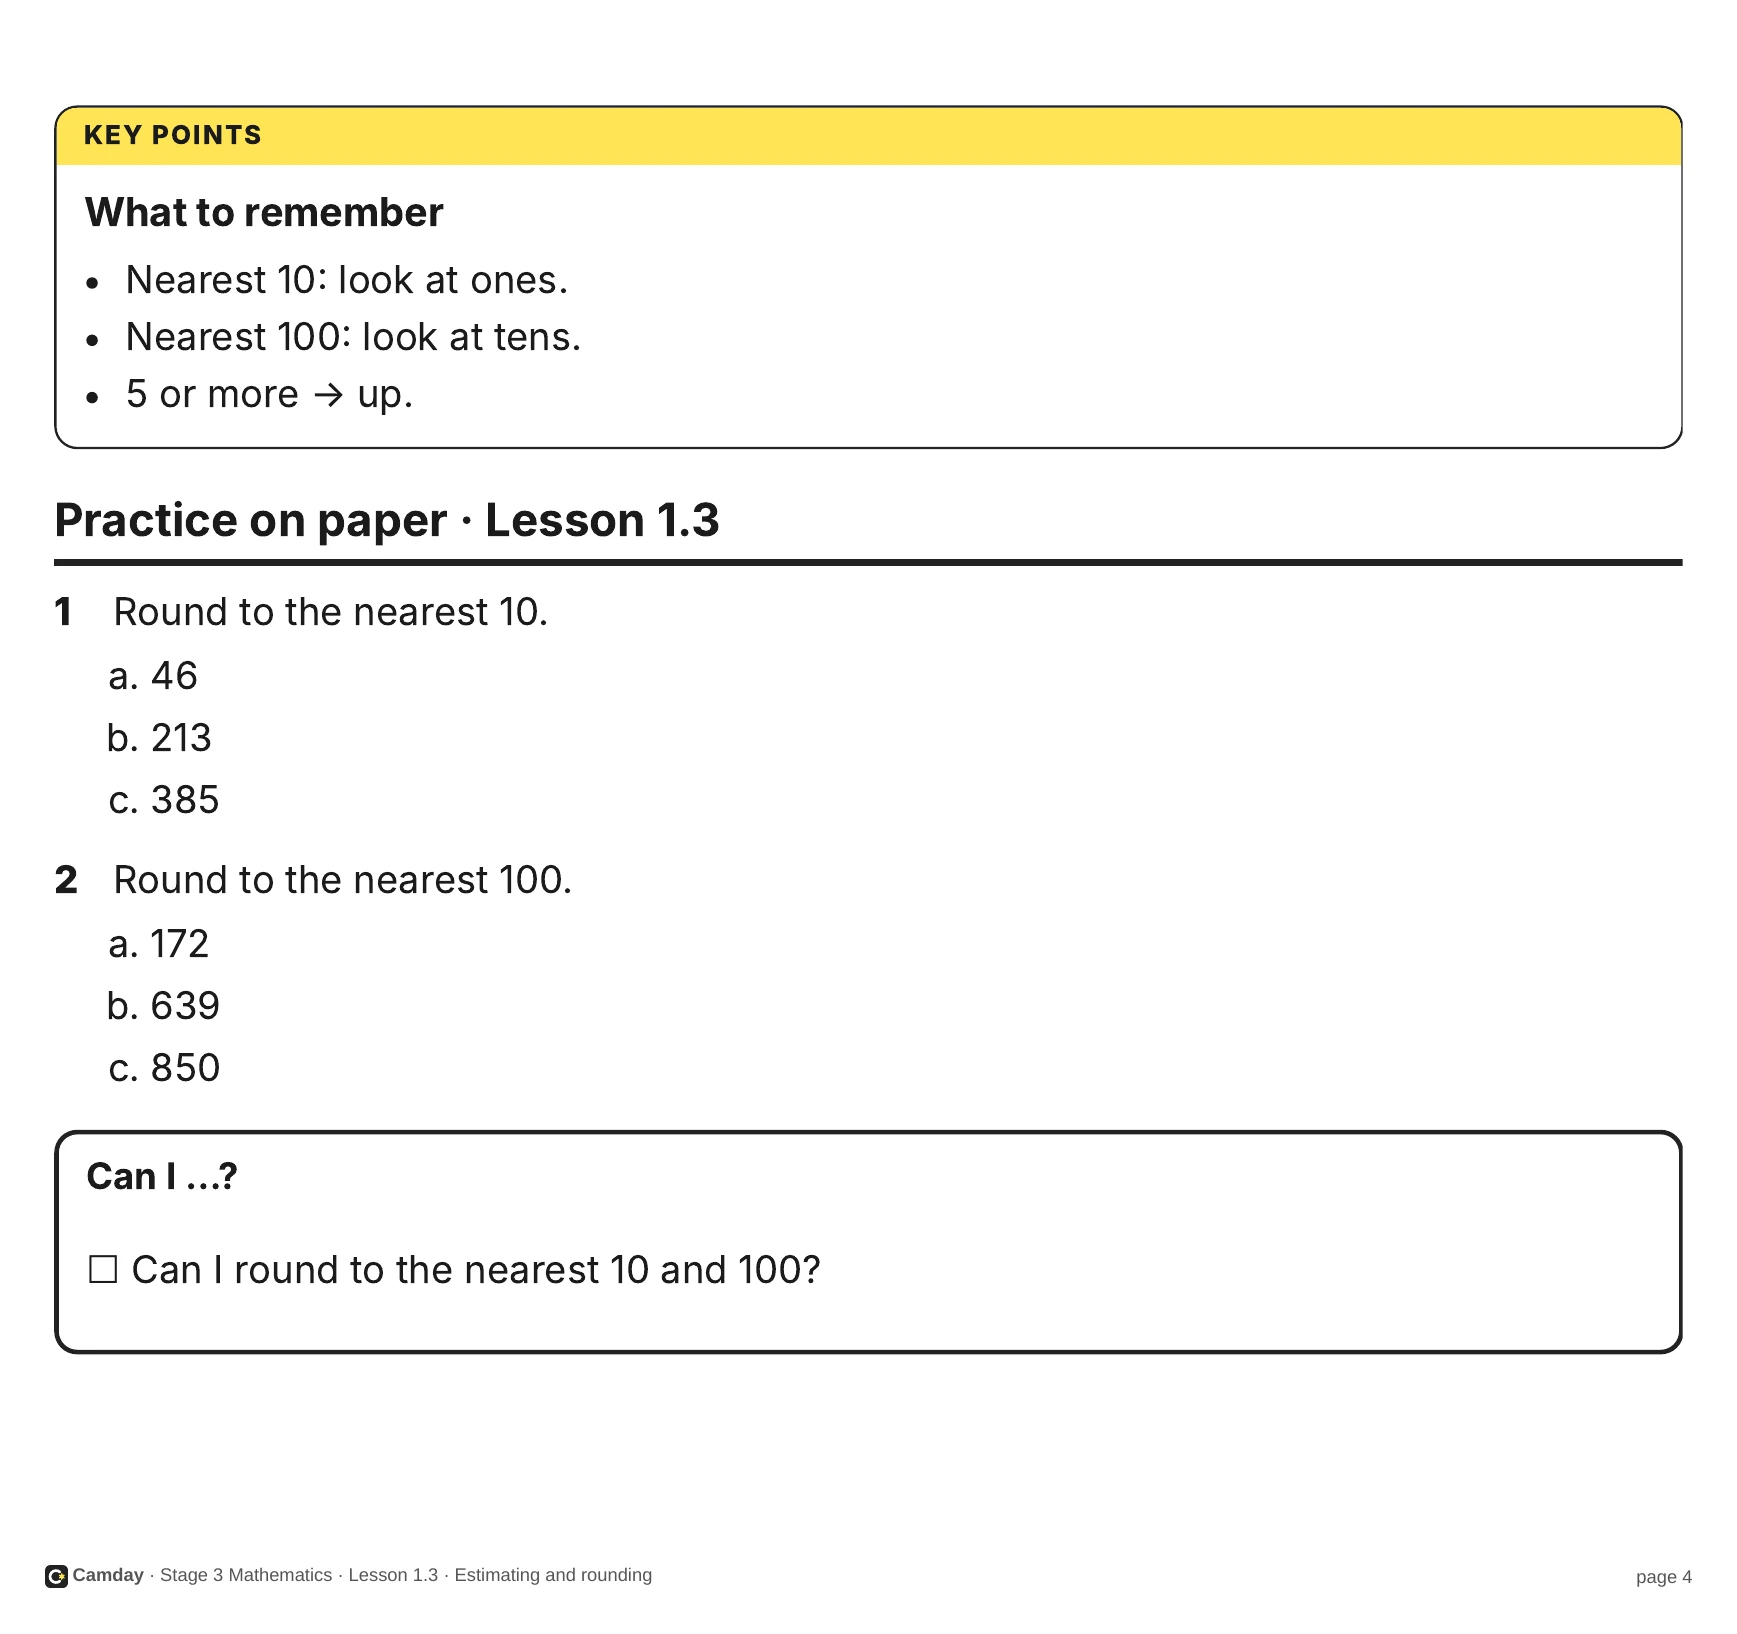 KEY POINTS
What to remember
• Nearest 10: look at ones.
• Nearest 100: look at tens.
• 5 or more → up.
Practice on paper · Lesson 1.3
1 Round to the nearest 10.
a. 46
b. 213
c. 385
2 Round to the nearest 100.
a. 172
b. 639
c. 850
Can I …?
☐ Can I round to the nearest 10 and 100?
Camday · Stage 3 Mathematics · Lesson 1.3 · Estimating and rounding
page 4